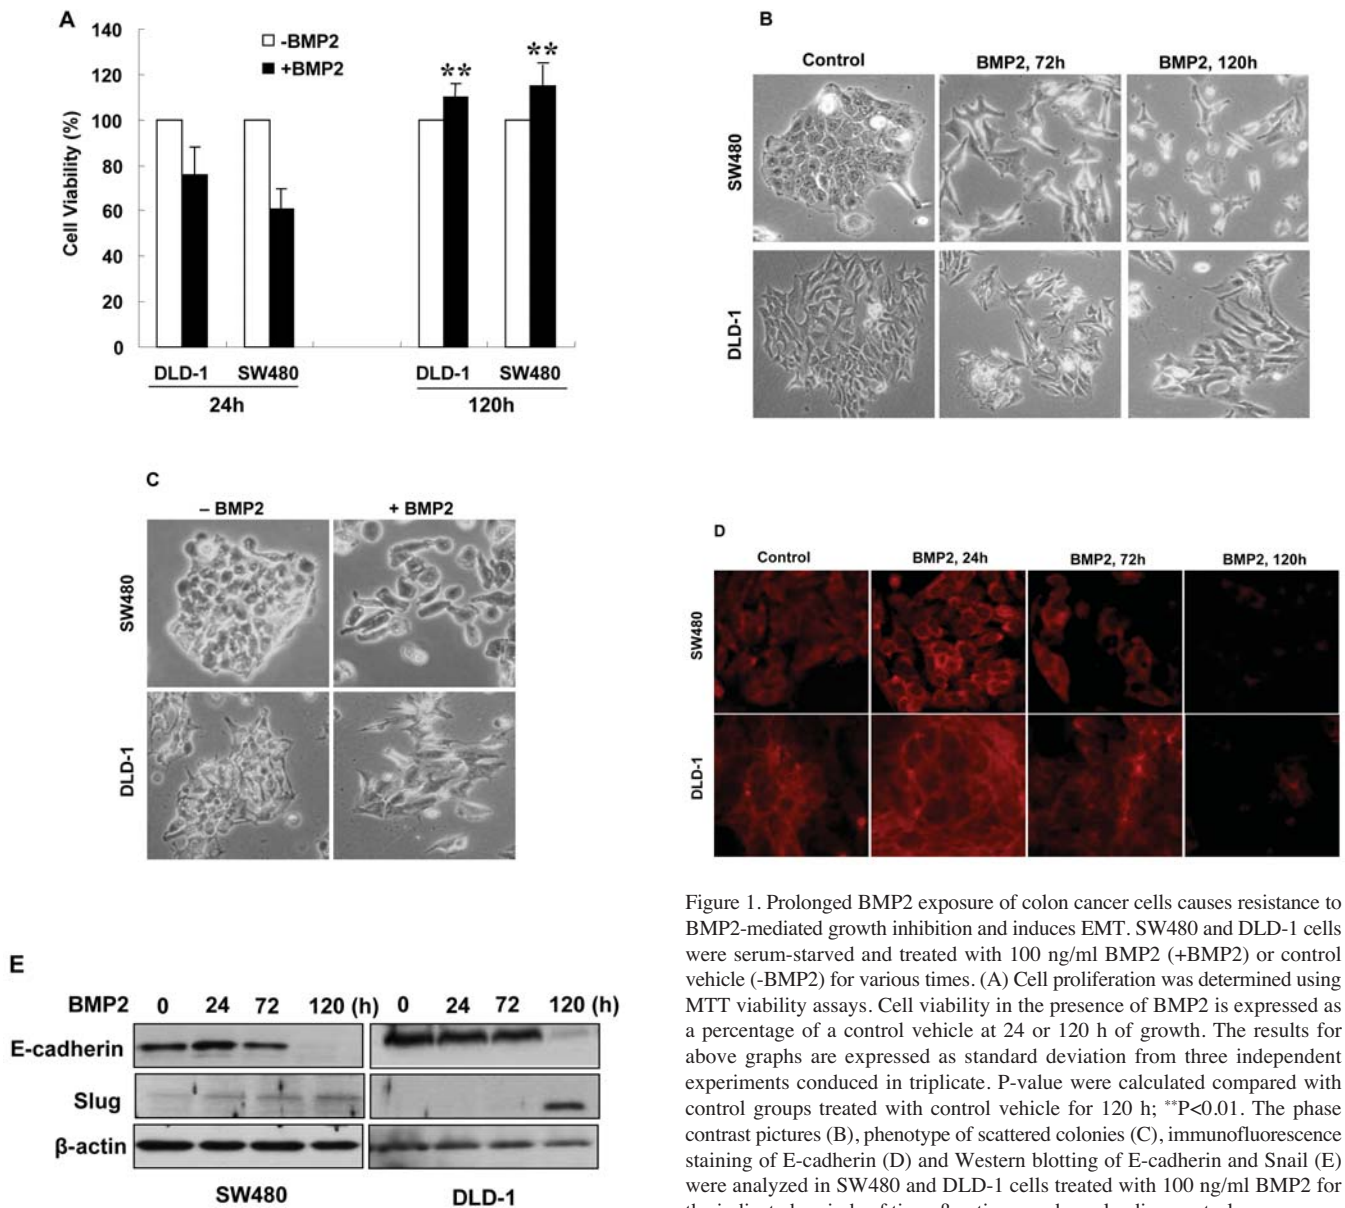 A
140
120
100
80
60
40
20
0
Cell Viability (%)
-BMP2
+BMP2
**
**
DLD-1 SW480 DLD-1 SW480
24h 120h
B
Control BMP2, 72h BMP2, 120h
SW480
DLD-1
C
– BMP2 + BMP2
SW480
DLD-1
D
Control BMP2, 24h BMP2, 72h BMP2, 120h
SW480
DLD-1
E
BMP2 0 24 72 120 (h) 0 24 72 120 (h)
E-cadherin
Slug
β-actin
SW480 DLD-1
Figure 1. Prolonged BMP2 exposure of colon cancer cells causes resistance to
BMP2-mediated growth inhibition and induces EMT. SW480 and DLD-1 cells
were serum-starved and treated with 100 ng/ml BMP2 (+BMP2) or control
vehicle (-BMP2) for various times. (A) Cell proliferation was determined using
MTT viability assays. Cell viability in the presence of BMP2 is expressed as
a percentage of a control vehicle at 24 or 120 h of growth. The results for
above graphs are expressed as standard deviation from three independent
experiments conduced in triplicate. P-value were calculated compared with
control groups treated with control vehicle for 120 h; **P<0.01. The phase
contrast pictures (B), phenotype of scattered colonies (C), immunofluorescence
staining of E-cadherin (D) and Western blotting of E-cadherin and Snail (E)
were analyzed in SW480 and DLD-1 cells treated with 100 ng/ml BMP2 for